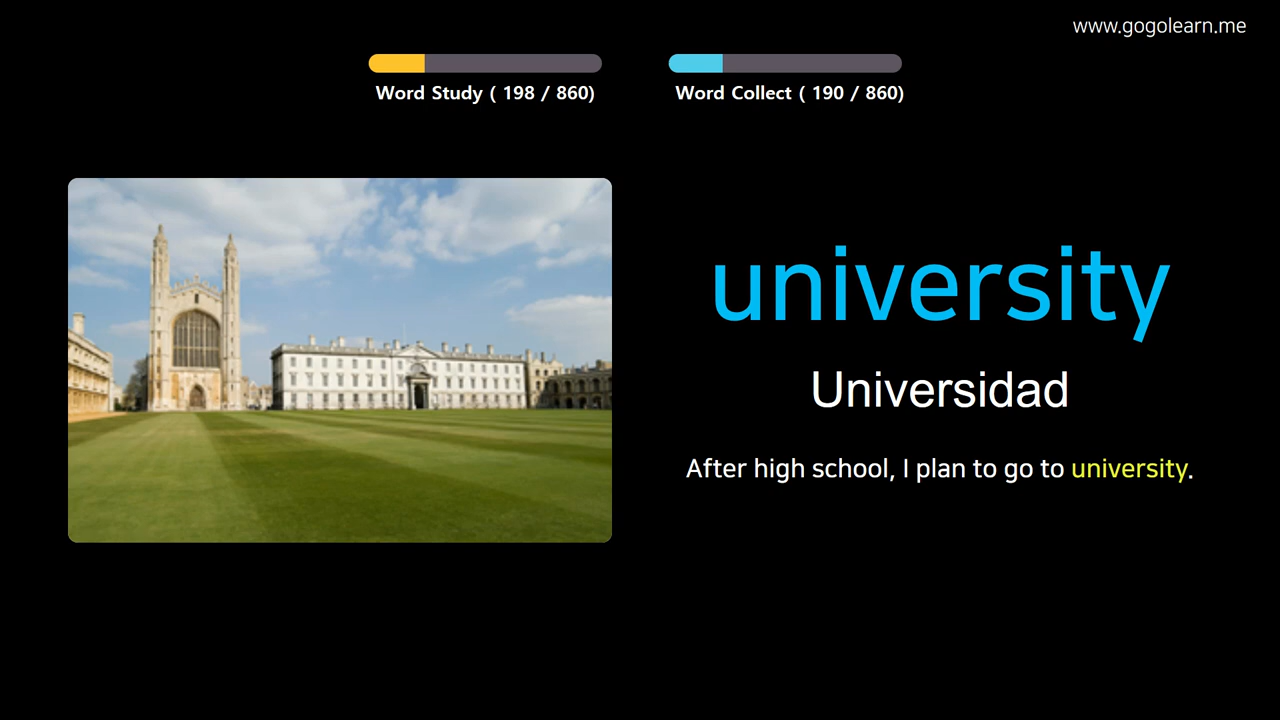 www.gogolearn.me
Word Study ( 198 / 860)
Word Collect ( 190 / 860)
university
Universidad
After high school, I plan to go to university.